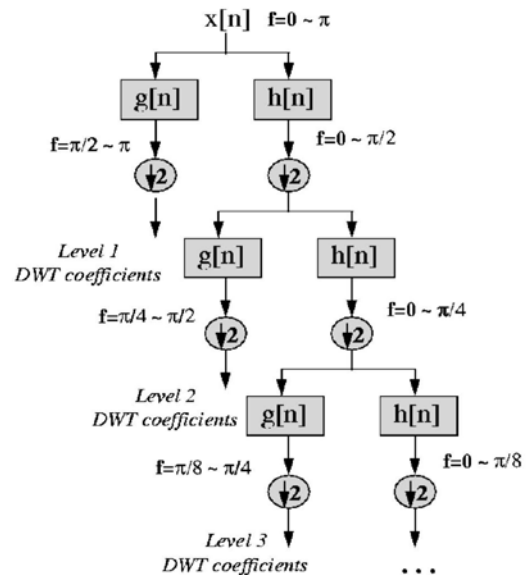 x[n] f=0 ~ π
g[n] h[n]
f=π/2 ~ π f=0 ~ π/2
↓2 ↓2
Level 1
DWT coefficients
g[n] h[n]
f=π/4 ~ π/2 f=0 ~ π/4
↓2 ↓2
Level 2
DWT coefficients
g[n] h[n]
f=π/8 ~ π/4 f=0 ~ π/8
↓2 ↓2
Level 3
DWT coefficients
...